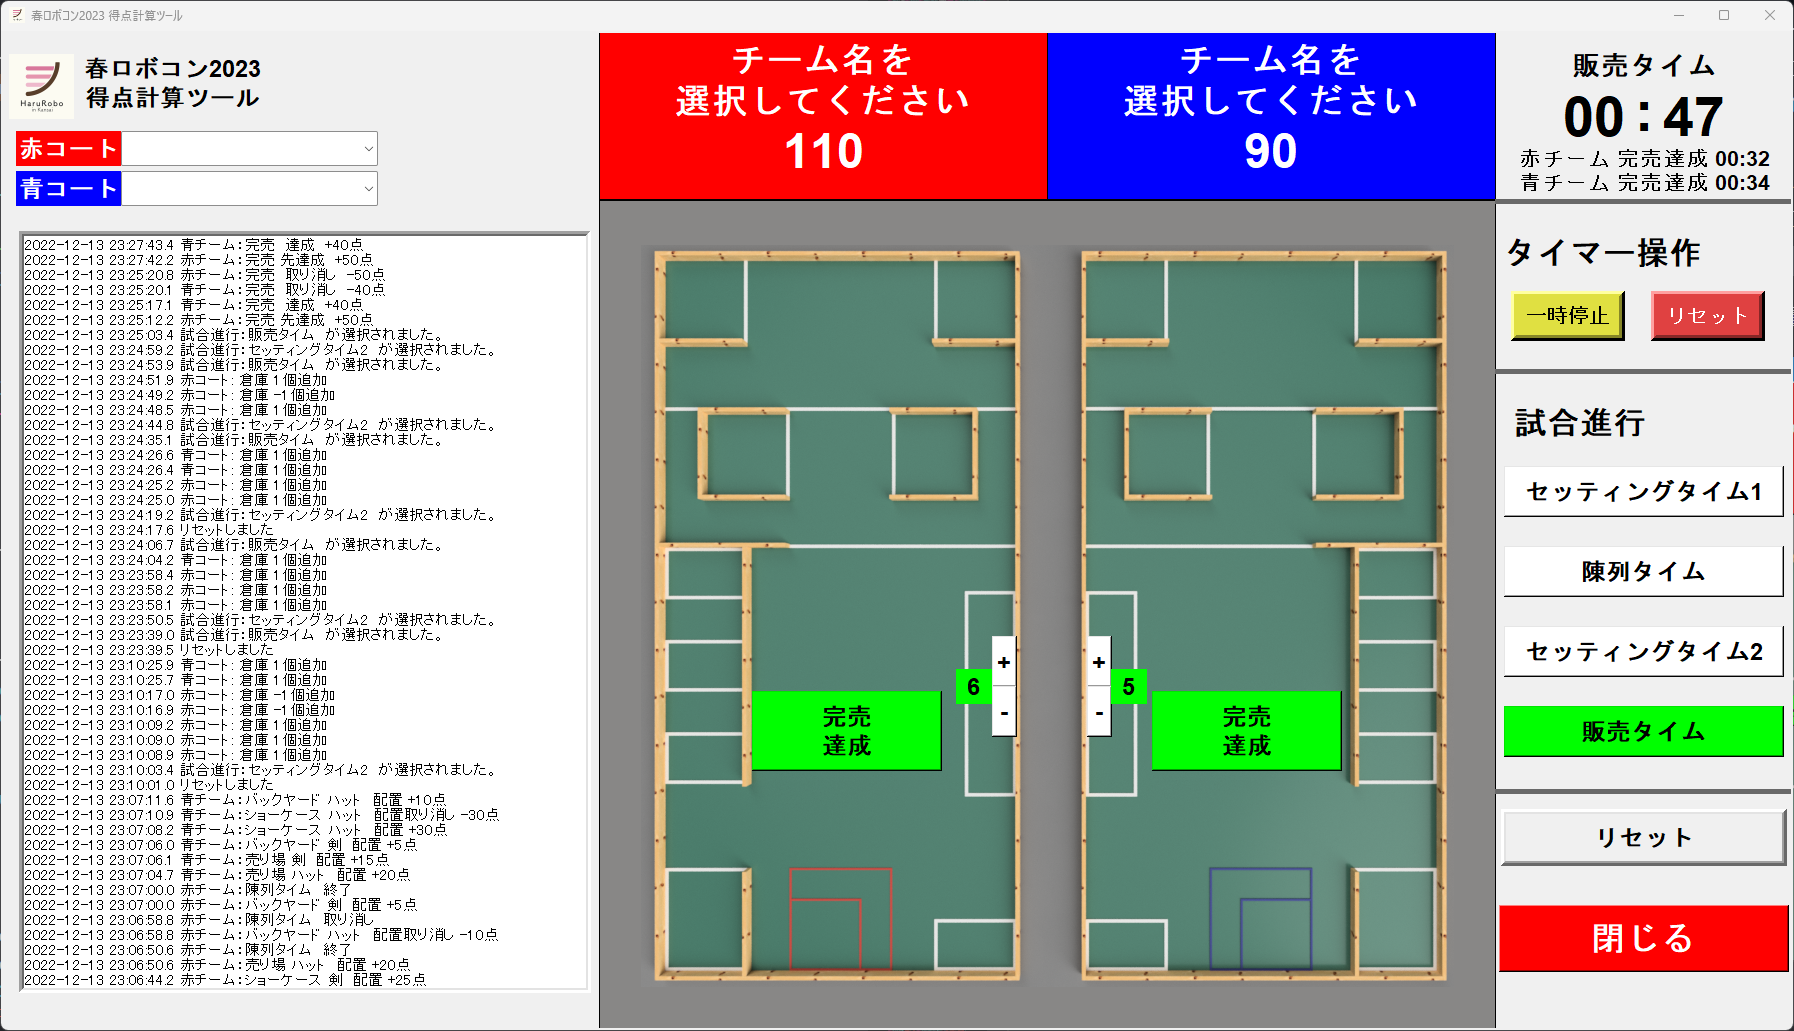 春ロボコン2023 得点計算ツール
HaruRobo
in Kansai
春ロボコン2023
得点計算ツール
赤コート
青コート
2022-12-13 23:27:43.4 青チーム：完売　達成　+40点
2022-12-13 23:27:42.2 赤チーム：完売 先達成　+50点
2022-12-13 23:25:20.8 赤チーム：完売　取り消し　-50点
2022-12-13 23:25:20.1 青チーム：完売　取り消し　-40点
2022-12-13 23:25:17.1 青チーム：完売　達成　+40点
2022-12-13 23:25:12.2 赤チーム：完売 先達成　+50点
2022-12-13 23:25:03.4 試合進行：販売タイム　が選択されました。
2022-12-13 23:24:59.2 試合進行：セッティングタイム2　が選択されました。
2022-12-13 23:24:53.9 試合進行：販売タイム　が選択されました。
2022-12-13 23:24:51.9 赤コート： 倉庫 1 個追加
2022-12-13 23:24:49.2 赤コート： 倉庫 -1 個追加
2022-12-13 23:24:48.5 赤コート： 倉庫 1 個追加
2022-12-13 23:24:44.8 試合進行：セッティングタイム2　が選択されました。
2022-12-13 23:24:35.1 試合進行：販売タイム　が選択されました。
2022-12-13 23:24:26.6 青コート： 倉庫 1 個追加
2022-12-13 23:24:26.4 青コート： 倉庫 1 個追加
2022-12-13 23:24:25.2 赤コート： 倉庫 1 個追加
2022-12-13 23:24:25.0 赤コート： 倉庫 1 個追加
2022-12-13 23:24:19.2 試合進行：セッティングタイム2　が選択されました。
2022-12-13 23:24:17.6 リセットしました
2022-12-13 23:24:06.7 試合進行：販売タイム　が選択されました。
2022-12-13 23:24:04.2 青コート： 倉庫 1 個追加
2022-12-13 23:23:58.4 赤コート： 倉庫 1 個追加
2022-12-13 23:23:58.2 赤コート： 倉庫 1 個追加
2022-12-13 23:23:58.1 赤コート： 倉庫 1 個追加
2022-12-13 23:23:50.5 試合進行：セッティングタイム2　が選択されました。
2022-12-13 23:23:39.0 試合進行：販売タイム　が選択されました。
2022-12-13 23:23:39.5 リセットしました
2022-12-13 23:10:25.9 青コート： 倉庫 1 個追加
2022-12-13 23:10:25.7 青コート： 倉庫 1 個追加
2022-12-13 23:10:17.0 赤コート： 倉庫 -1 個追加
2022-12-13 23:10:16.9 赤コート： 倉庫 -1 個追加
2022-12-13 23:10:09.2 赤コート： 倉庫 1 個追加
2022-12-13 23:10:09.0 赤コート： 倉庫 1 個追加
2022-12-13 23:10:08.9 赤コート： 倉庫 1 個追加
2022-12-13 23:10:03.4 試合進行：セッティングタイム2　が選択されました。
2022-12-13 23:10:01.0 リセットしました
2022-12-13 23:07:11.6 青チーム：バックヤード ハット　配置 +10点
2022-12-13 23:07:10.9 青チーム：ショーケース ハット　配置取り消し -30点
2022-12-13 23:07:08.2 青チーム：ショーケース ハット　配置 +30点
2022-12-13 23:07:06.0 青チーム：バックヤード 剣　配置 +5点
2022-12-13 23:07:06.1 青チーム：売り場 剣　配置 +15点
2022-12-13 23:07:04.7 青チーム：売り場 ハット　配置 +20点
2022-12-13 23:07:00.0 赤チーム：陳列タイム　終了
2022-12-13 23:07:00.0 赤チーム：バックヤード 剣　配置 +5点
2022-12-13 23:06:58.8 赤チーム：陳列タイム　取り消し
2022-12-13 23:06:58.8 赤チーム：バックヤード ハット　配置取り消し -10点
2022-12-13 23:06:50.6 赤チーム：陳列タイム　終了
2022-12-13 23:06:50.6 赤チーム：売り場 ハット　配置 +20点
2022-12-13 23:06:44.2 赤チーム：ショーケース 剣　配置 +25点
チーム名を
選択してください
110
チーム名を
選択してください
90
6
+
-
完売
達成
+
-
5
完売
達成
販売タイム
00：47
赤チーム 完売達成 00:32
青チーム 完売達成 00:34
タイマー操作
一時停止
リセット
試合進行
セッティングタイム1
陳列タイム
セッティングタイム2
販売タイム
リセット
閉じる